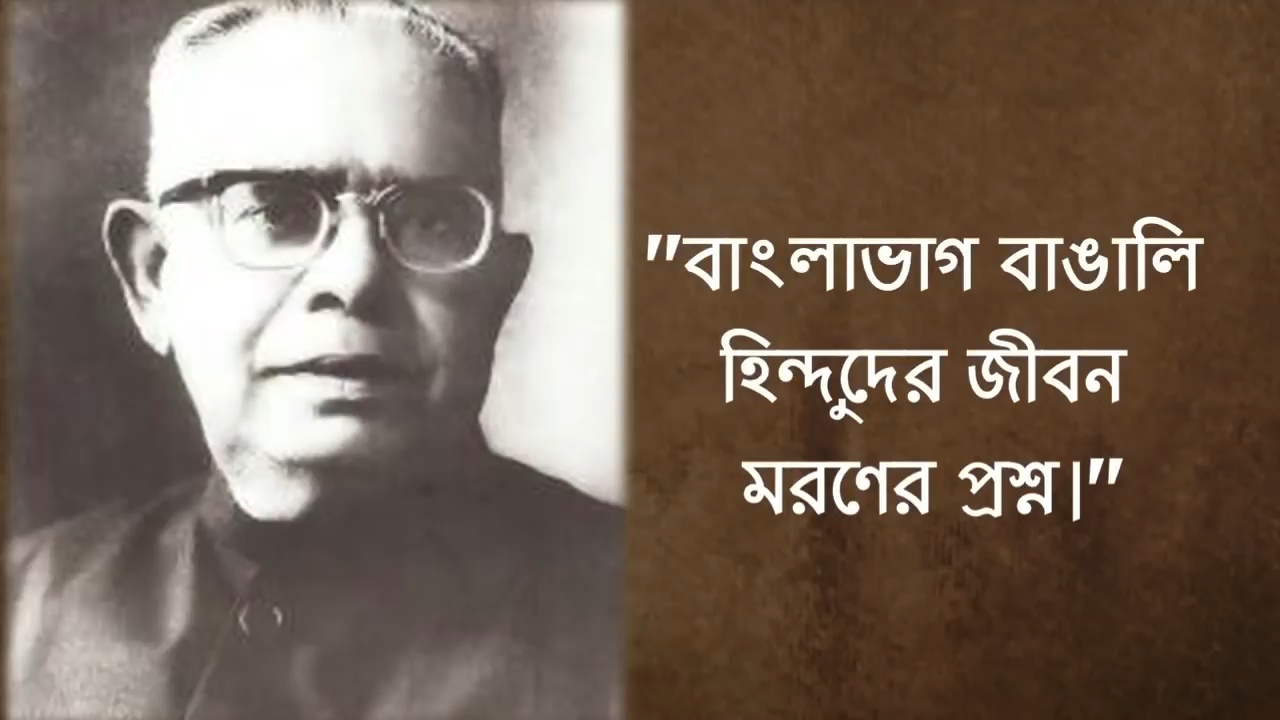 "বাংলাভাগ বাঙালি
হিন্দুদের জীবন
মরণের প্রশ্ন।"